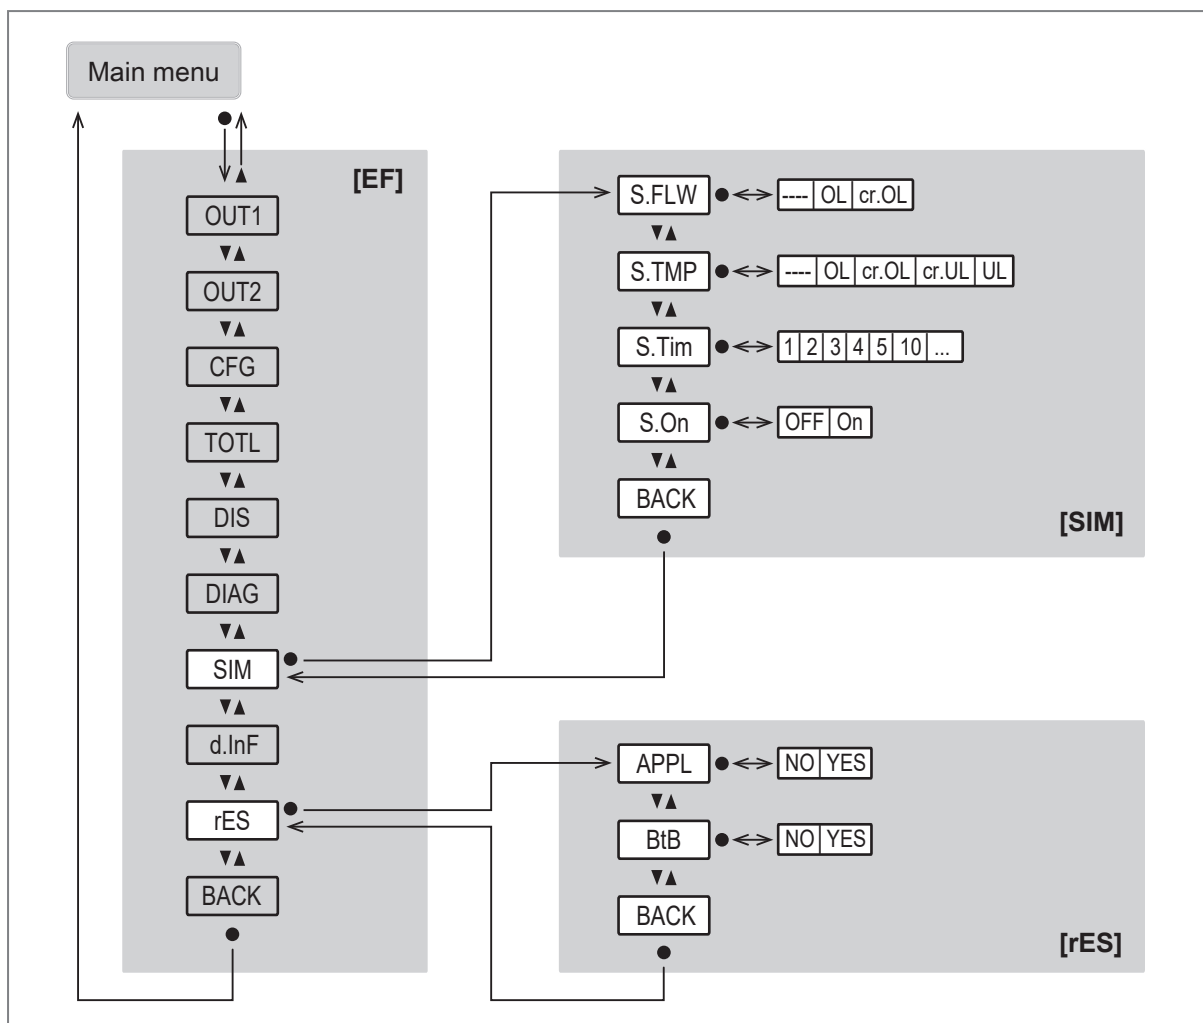 Main menu
[EF]
OUT1
OUT2
CFG
TOTL
DIS
DIAG
SIM
d.InF
rES
BACK
S.FLW ---- OL cr.OL
S.TMP ---- OL cr.OL cr.UL UL
S.Tim 1 2 3 4 5 10 ...
S.On OFF On
BACK
[SIM]
APPL NO YES
BtB NO YES
BACK
[rES]